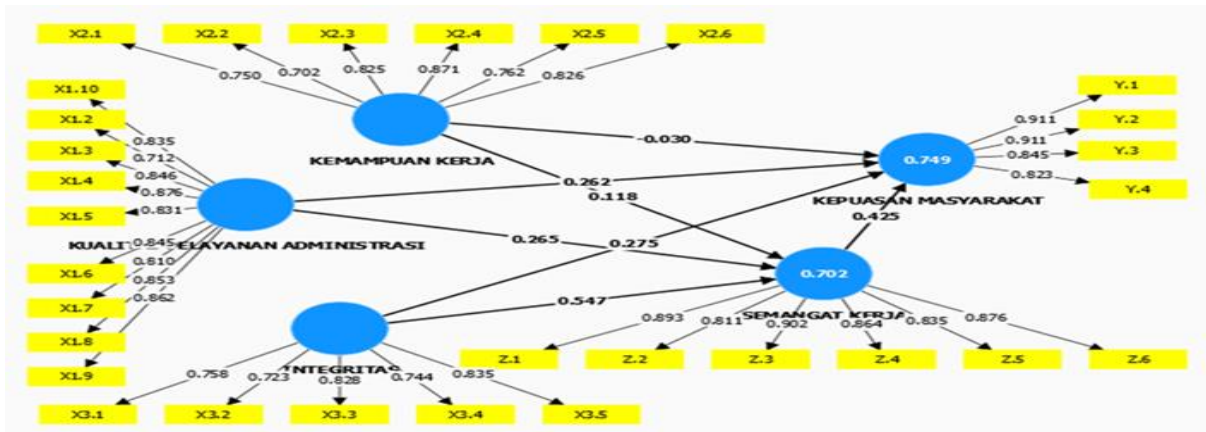 X2.1 X2.2 X2.3 X2.4 X2.5 X2.6
0.750 0.702 0.825 0.871 0.762 0.826
KEMAMPUAN KERJA
X1.10
X1.2
X1.3
X1.4
X1.5
X1.6
X1.7
X1.8
X1.9
0.835
0.712
0.846
0.876
0.831
0.845
0.810
0.853
0.862
ADMINISTRASI
X3.1 X3.2 X3.3 X3.4 X3.5
0.758 0.723 0.828 0.744 0.835
-0.030
0.262
0.118
0.265
0.275
0.547
0.425
0.749
KEPUASAN MASYARAKAT
Y.1
Y.2
Y.3
Y.4
0.911
0.911
0.845
0.823
0.702
SEMANGAT KERJA
0.893 0.811 0.902 0.864 0.835 0.876
Z.1 Z.2 Z.3 Z.4 Z.5 Z.6